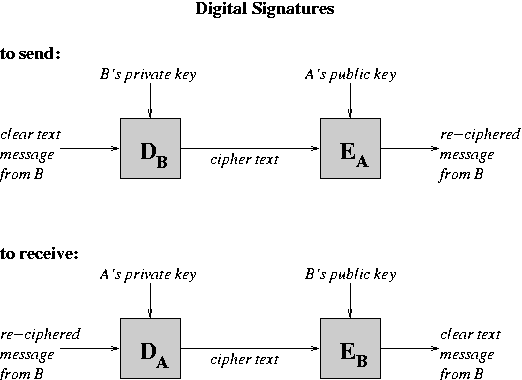 Digital Signatures
to send:
B's private key
A's public key
clear text
message
from B
D_B
cipher text
E_A
re-ciphered
message
from B
to receive:
A's private key
B's public key
re-ciphered
message
from B
D_A
cipher text
E_B
clear text
message
from B